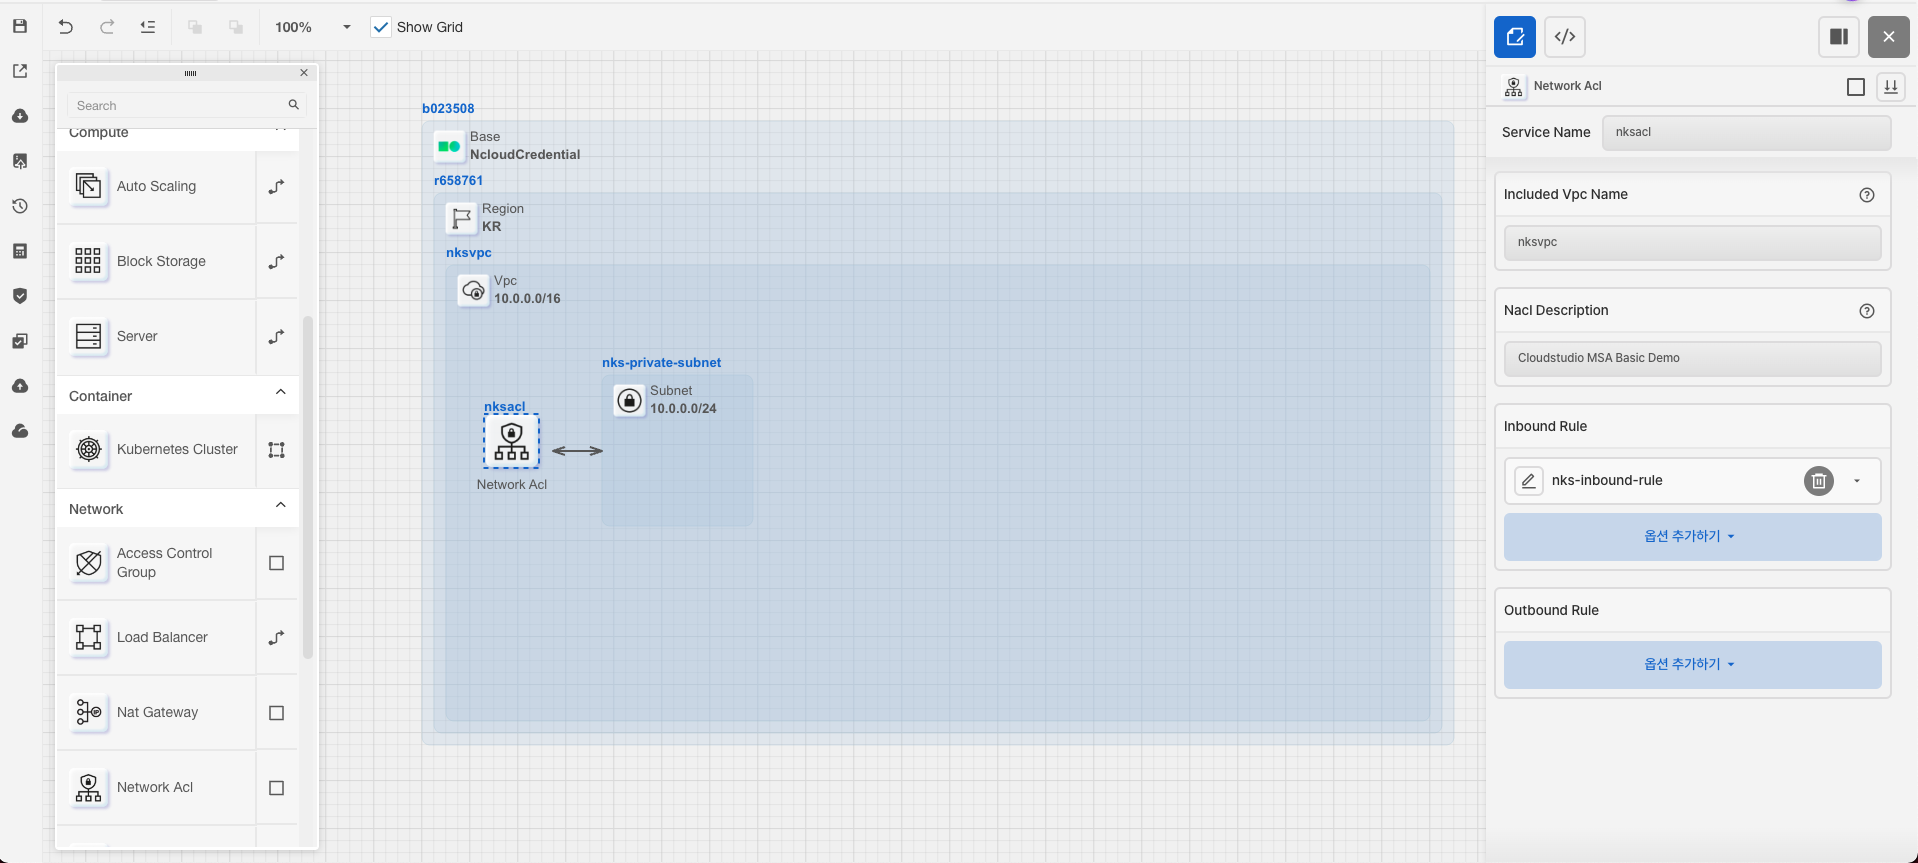 100%
Show Grid
Search
Compute
Auto Scaling
Block Storage
Server
Container
Kubernetes Cluster
Network
Access Control
Group
Load Balancer
Nat Gateway
Network Acl
b023508
Base
NcloudCredential
r658761
Region
KR
nksvpc
Vpc
10.0.0.0/16
nks-private-subnet
Subnet
10.0.0.0/24
nksacl
Network Acl
Network Acl
Service Name
nksacl
Included Vpc Name
nksvpc
Nacl Description
Cloudstudio MSA Basic Demo
Inbound Rule
nks-inbound-rule
옵션 추가하기
Outbound Rule
옵션 추가하기